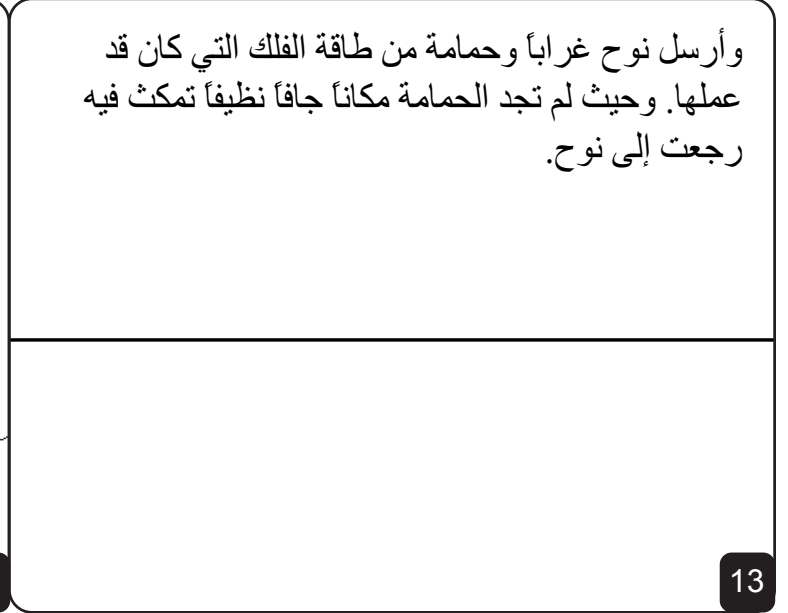 وأرسل نوح غراباً وحمامة من طاقة الفلك التي كان قد
عملها. وحيث لم تجد الحمامة مكاناً جافاً نظيفاً تمكث فيه
رجعت إلى نوح.
13